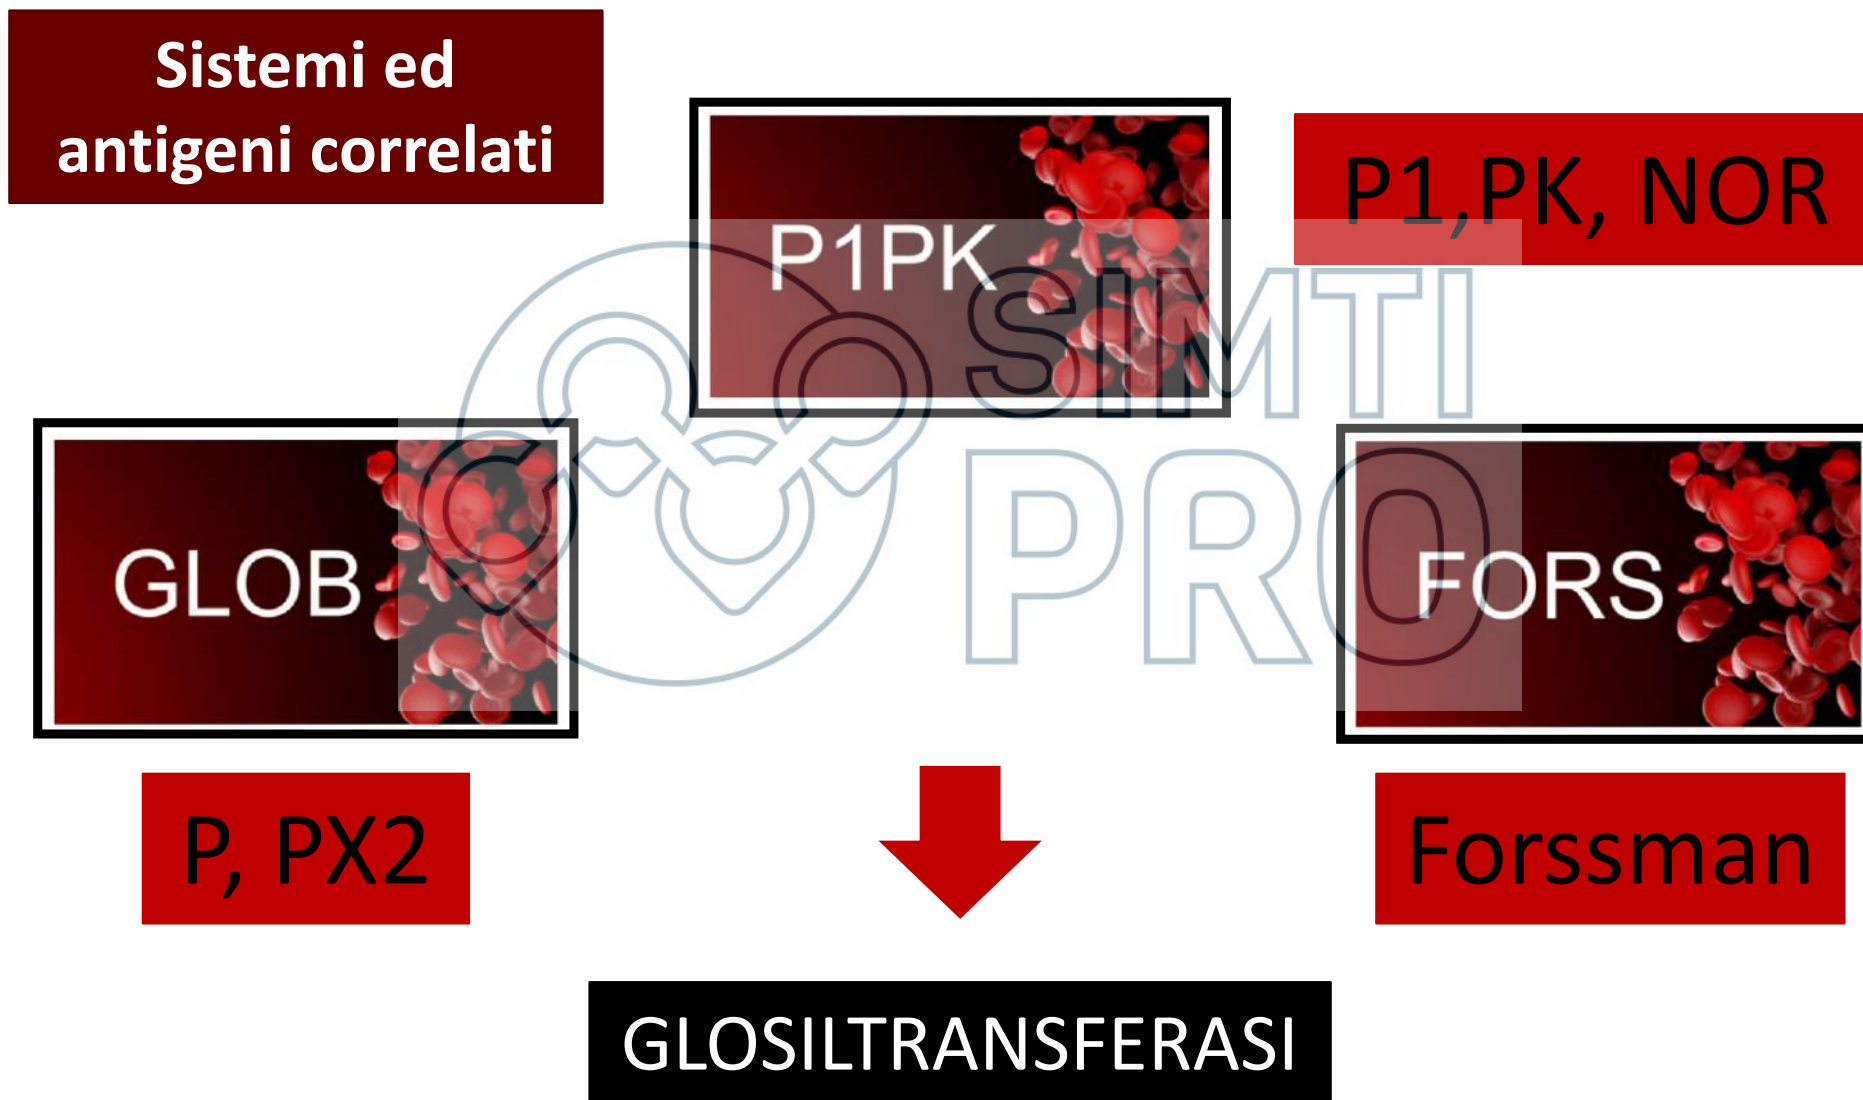 Sistemi ed
antigeni correlati
P1PK
P1,PK, NOR
SIMTI
PRO
GLOB
FORS
P, PX2
Forssman
GLOSILTRANSFERASI